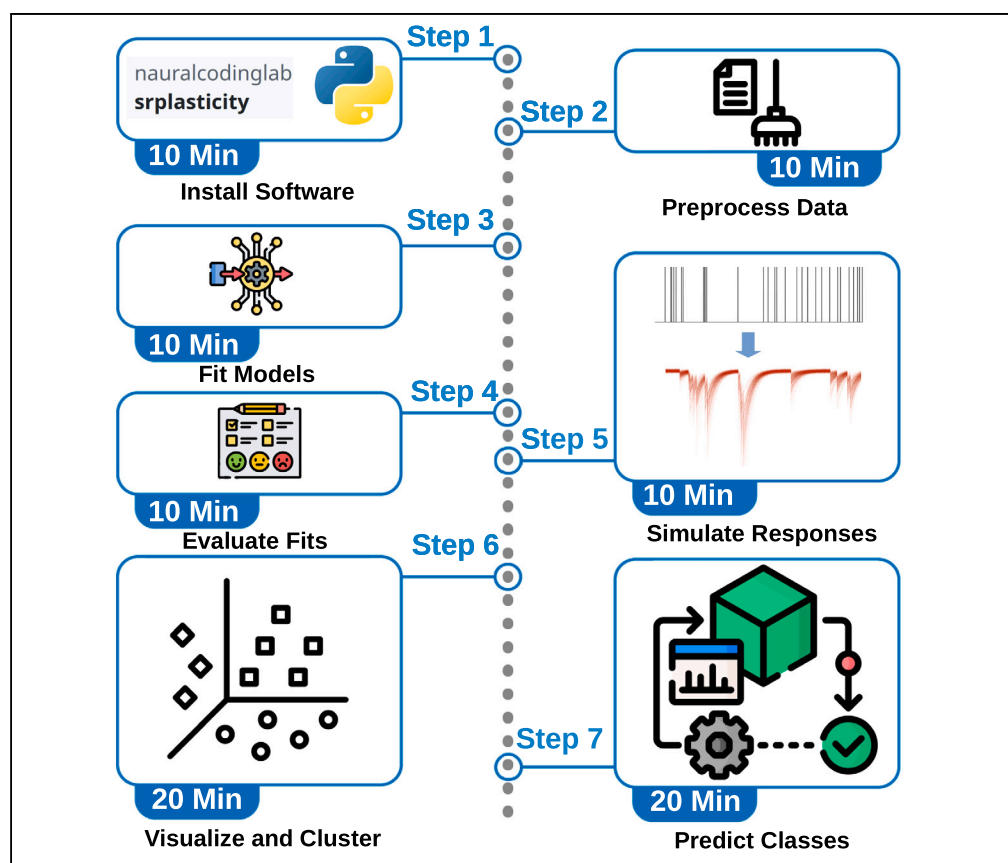 Step 1
nauralcodinglab
srplasticity
10 Min
Install Software
Step 2
10 Min
Preprocess Data
Step 3
10 Min
Fit Models
Step 4
10 Min
Evaluate Fits
Step 5
10 Min
Simulate Responses
Step 6
20 Min
Visualize and Cluster
Step 7
20 Min
Predict Classes